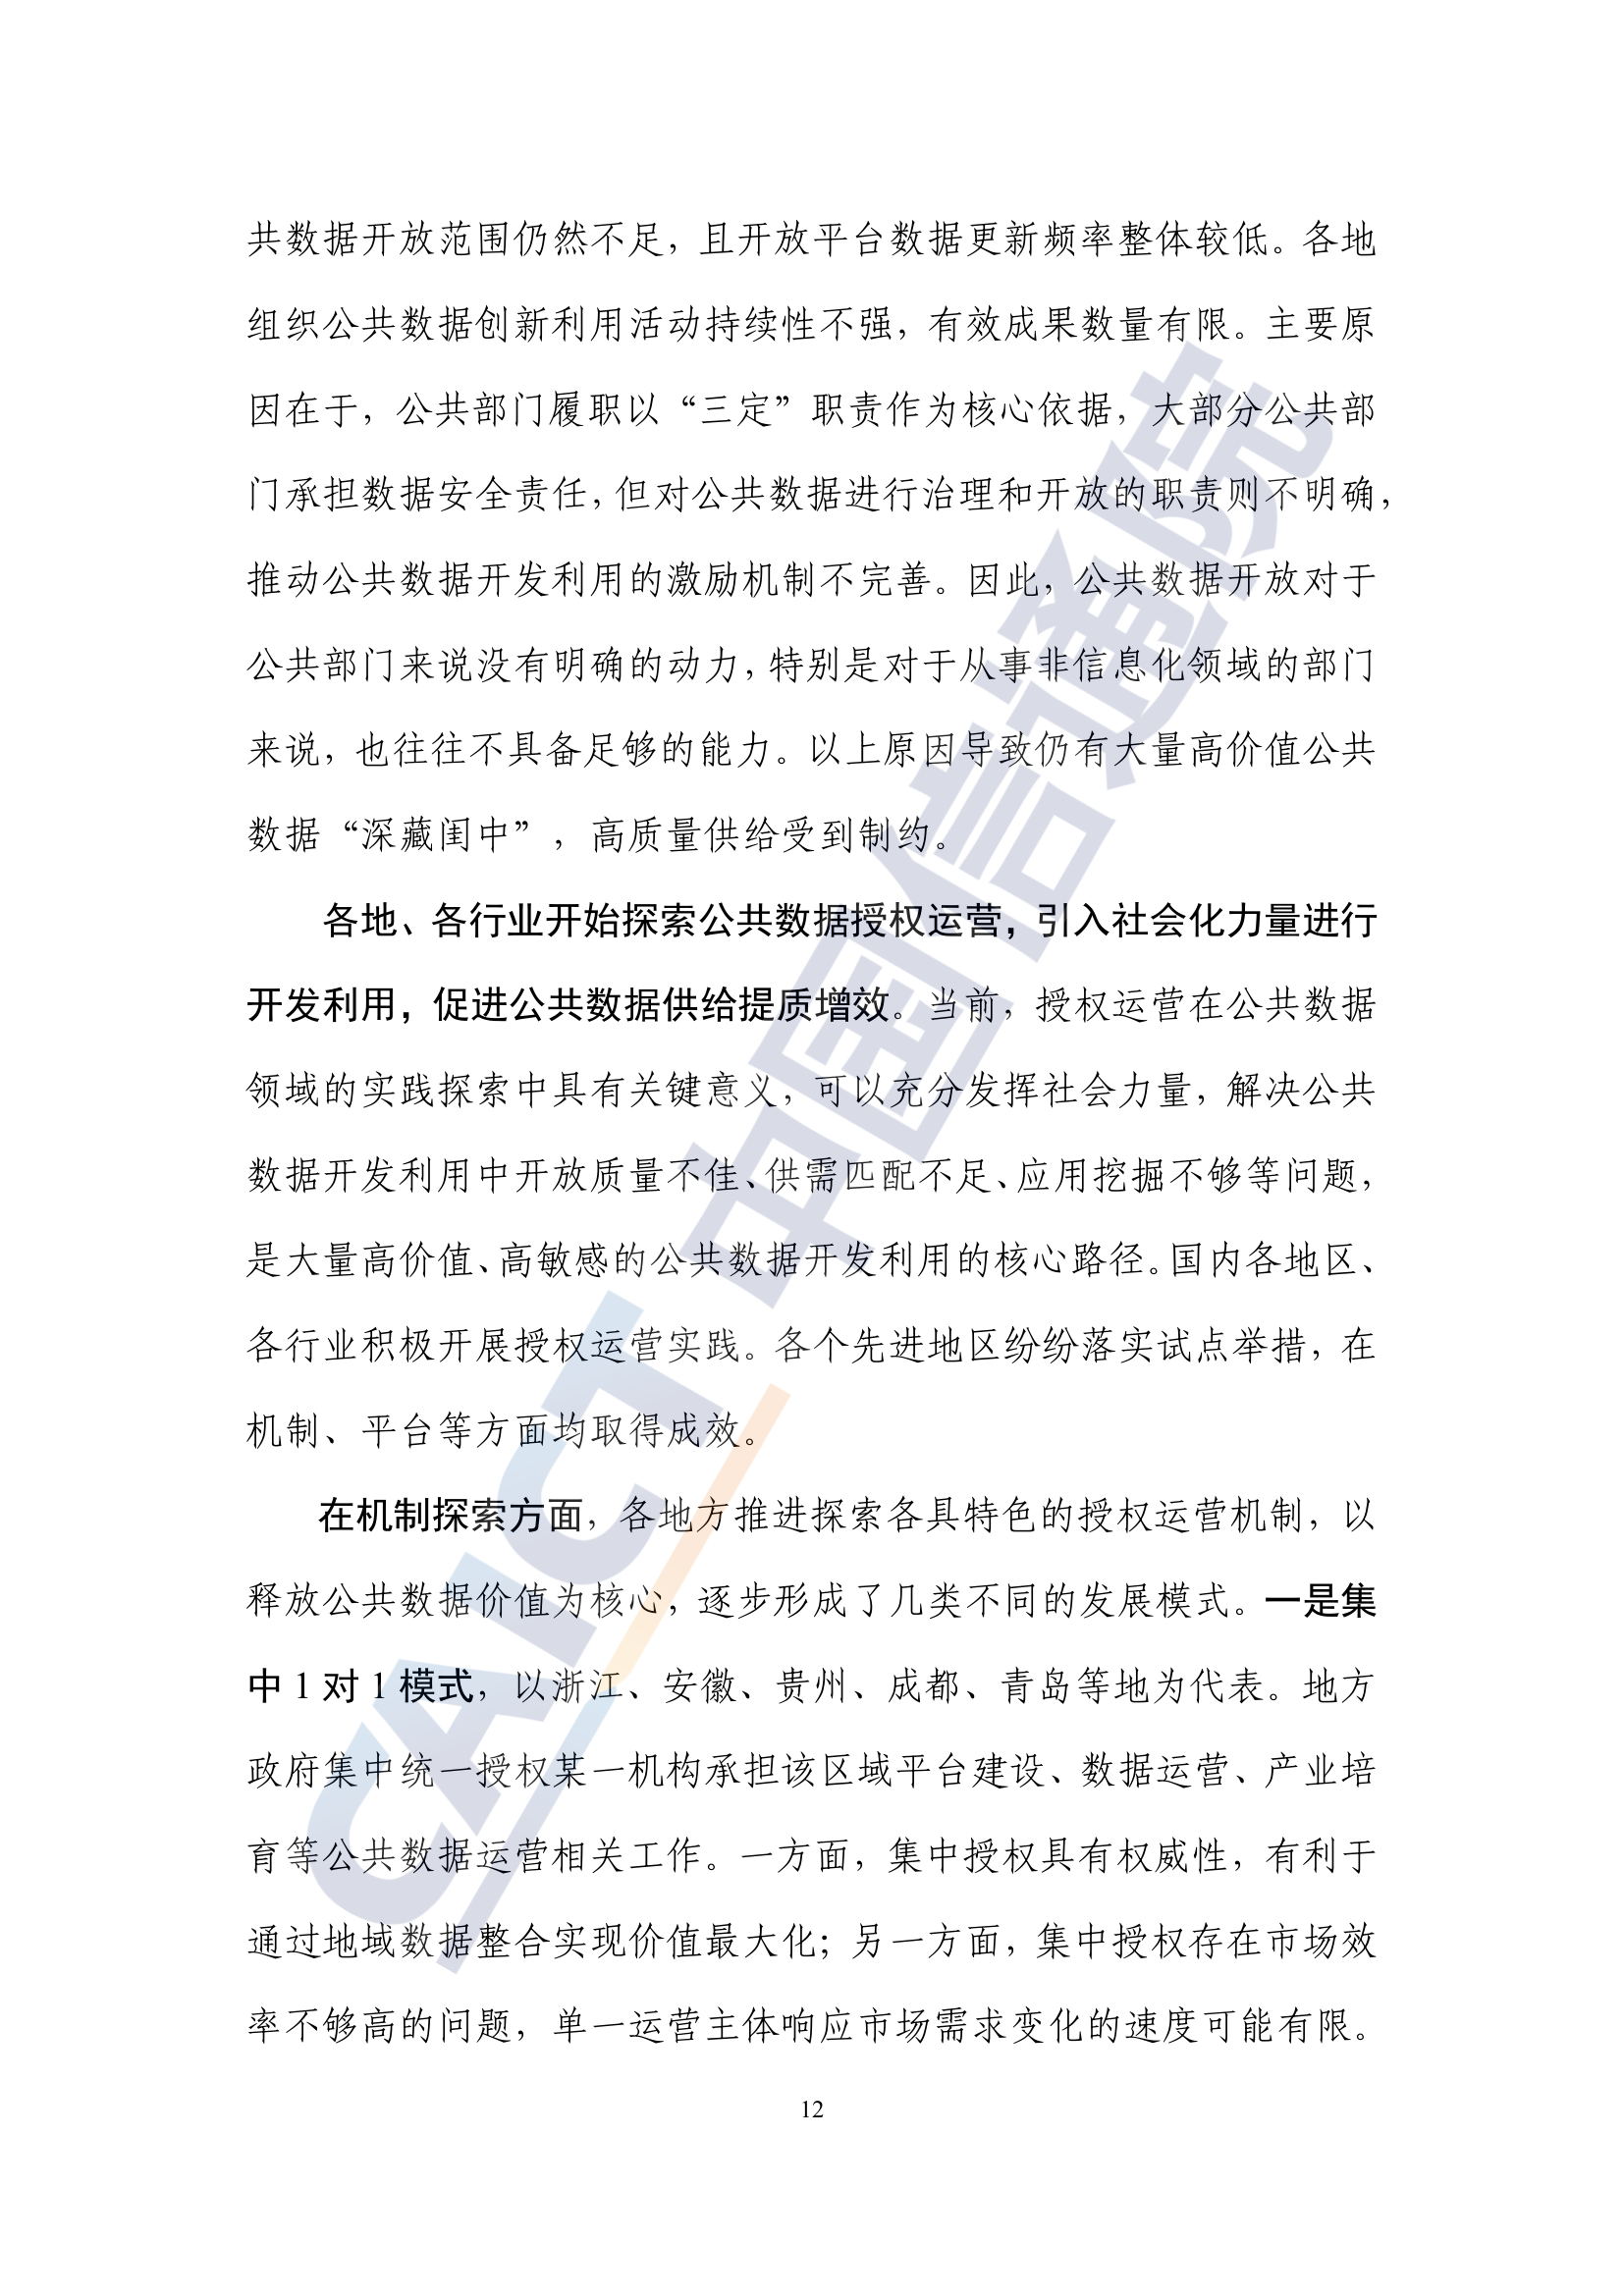 共数据开放范围仍然不足，且开放平台数据更新频率整体较低。各地
组织公共数据创新利用活动持续性不强，有效成果数量有限。主要原
因在于，公共部门履职以“三定”职责作为核心依据，大部分公共部
门承担数据安全责任，但对公共数据进行治理和开放的职责则不明确，
推动公共数据开发利用的激励机制不完善。因此，公共数据开放对于
公共部门来说没有明确的动力，特别是对于从事非信息化领域的部门
来说，也往往不具备足够的能力。以上原因导致仍有大量高价值公共
数据“深藏闺中”，高质量供给受到制约。
各地、各行业开始探索公共数据授权运营，引入社会化力量进行
开发利用，促进公共数据供给提质增效。当前，授权运营在公共数据
领域的实践探索中具有关键意义，可以充分发挥社会力量，解决公共
数据开发利用中开放质量不佳、供需匹配不足、应用挖掘不够等问题，
是大量高价值、高敏感的公共数据开发利用的核心路径。国内各地区、
各行业积极开展授权运营实践。各个先进地区纷纷落实试点举措，在
机制、平台等方面均取得成效。
在机制探索方面，各地方推进探索各具特色的授权运营机制，以
释放公共数据价值为核心，逐步形成了几类不同的发展模式。一是集
中 1 对 1 模式，以浙江、安徽、贵州、成都、青岛等地为代表。地方
政府集中统一授权某一机构承担该区域平台建设、数据运营、产业培
育等公共数据运营相关工作。一方面，集中授权具有权威性，有利于
通过地域数据整合实现价值最大化；另一方面，集中授权存在市场效
率不够高的问题，单一运营主体响应市场需求变化的速度可能有限。
12
CAICT 中国信通院